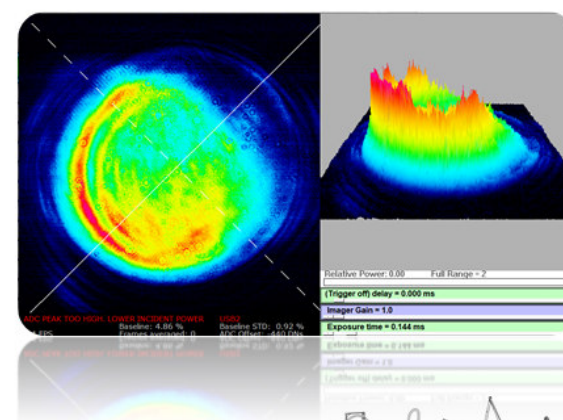 ADC PEAK TOO HIGH. LOWER INCIDENT POWER USB2
Baseline: 4.86 % Baseline STD: 0.92 %
FPS Frames averaged: 0 ADC Offset: -440 DNs
Relative Power: 0.00 Full Range = 2
(Trigger off) delay = 0.000 ms
Imager Gain = 1.0
Exposure time = 0.144 ms